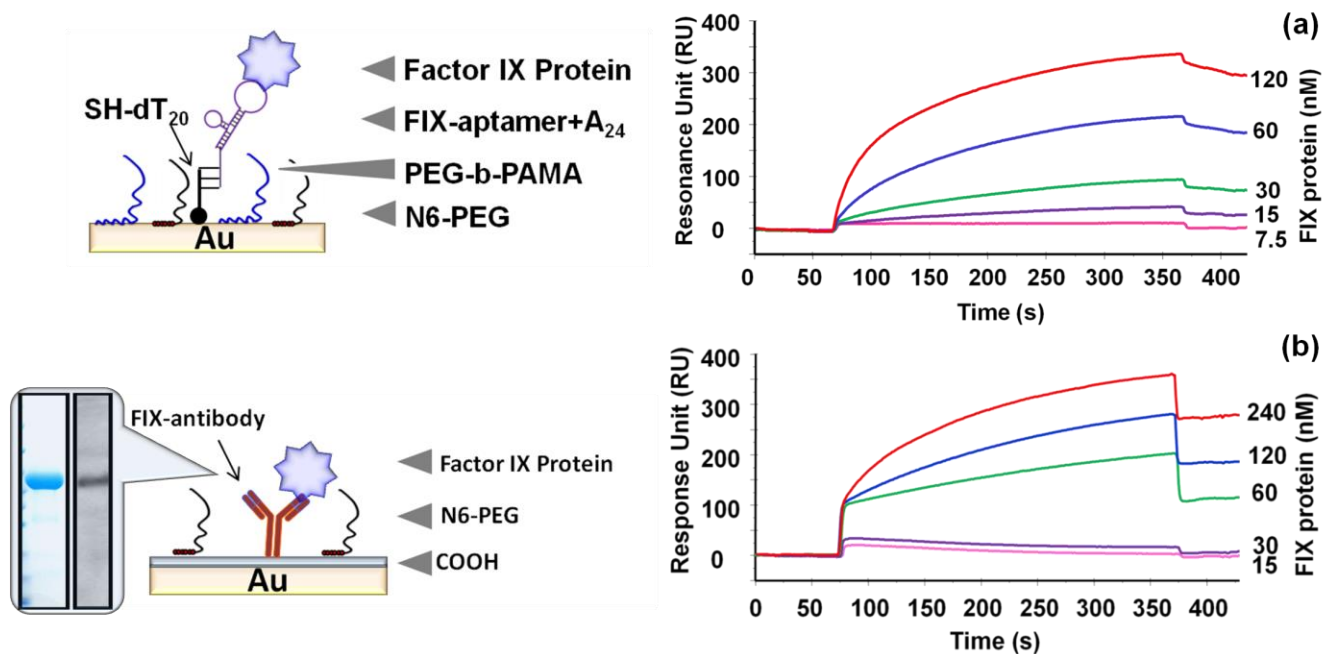 SH-dT20
Factor IX Protein
FIX-aptamer+A24
PEG-b-PAMA
N6-PEG
Au
(a)
Resonance Unit (RU)
400
300
200
100
0
0
50
100
150
200
250
300
350
400
Time (s)
120
60
30
15
7.5
FIX protein (nM)
FIX-antibody
Factor IX Protein
N6-PEG
COOH
Au
(b)
Response Unit (RU)
400
300
200
100
0
0
50
100
150
200
250
300
350
400
Time (s)
240
120
60
30
15
FIX protein (nM)